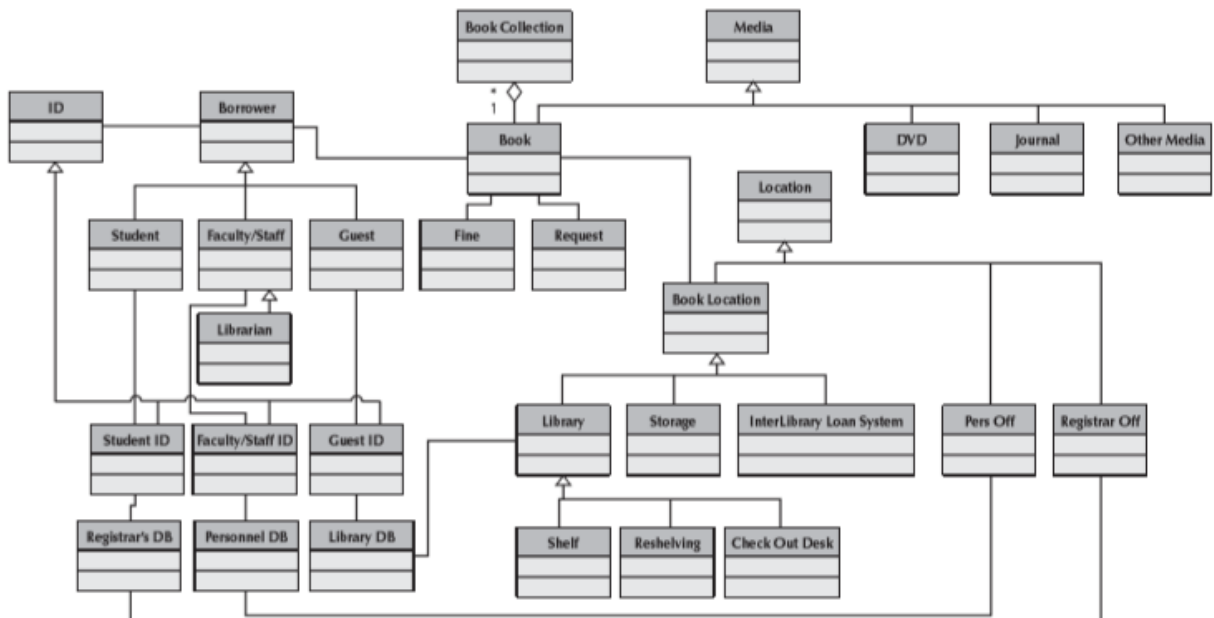 Book Collection
Media
ID
Borrower
*
1
Book
DVD
Journal
Other Media
Location
Student
Faculty/Staff
Guest
Fine
Request
Book Location
Librarian
Library
Storage
InterLibrary Loan System
Pers Off
Registrar Off
Student ID
Faculty/Staff ID
Guest ID
Registrar's DB
Personnel DB
Library DB
Shelf
Reshelving
Check Out Desk